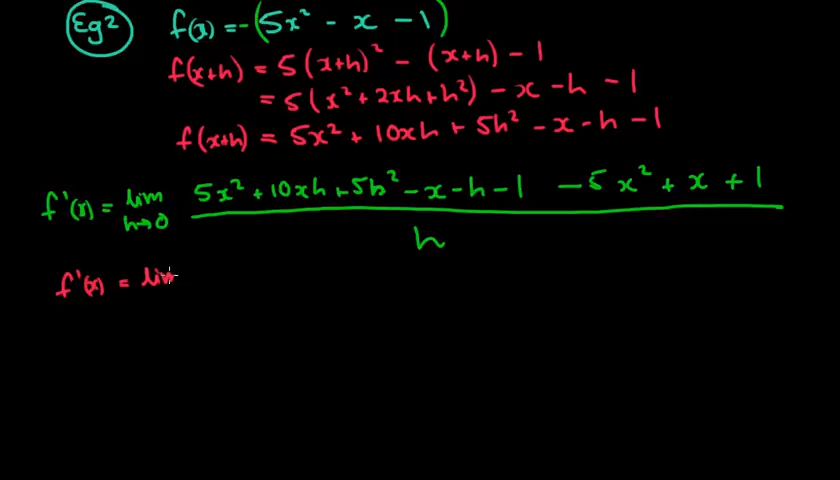 Eg2 f(x) = -(5x² - x - 1)
f(x+h) = 5(x+h)² - (x+h) - 1
= 5(x² + 2xh + h²) - x - h - 1
f(x+h) = 5x² + 10xh + 5h² - x - h - 1
5x² + 10xh + 5h² - x - h - 1 - 5x² + x + 1
f'(x) = lim
h→0
h
f'(x) = lim